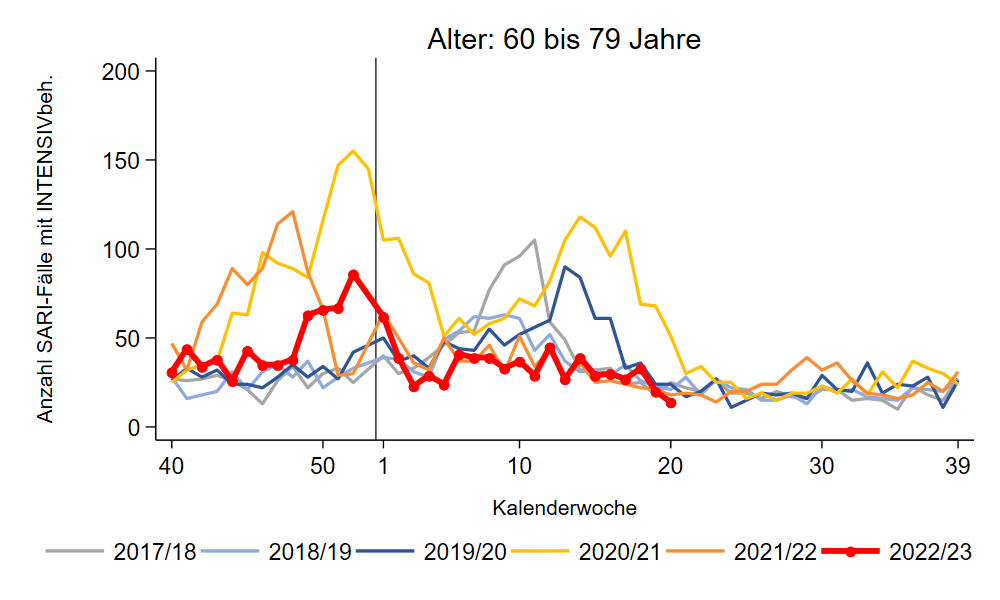 Alter: 60 bis 79 Jahre
Anzahl SARI-Fälle mit INTENSIVbeh.
200
150
100
50
0
40 50 1 10 20 30 39
Kalenderwoche
2017/18 2018/19 2019/20 2020/21 2021/22 2022/23